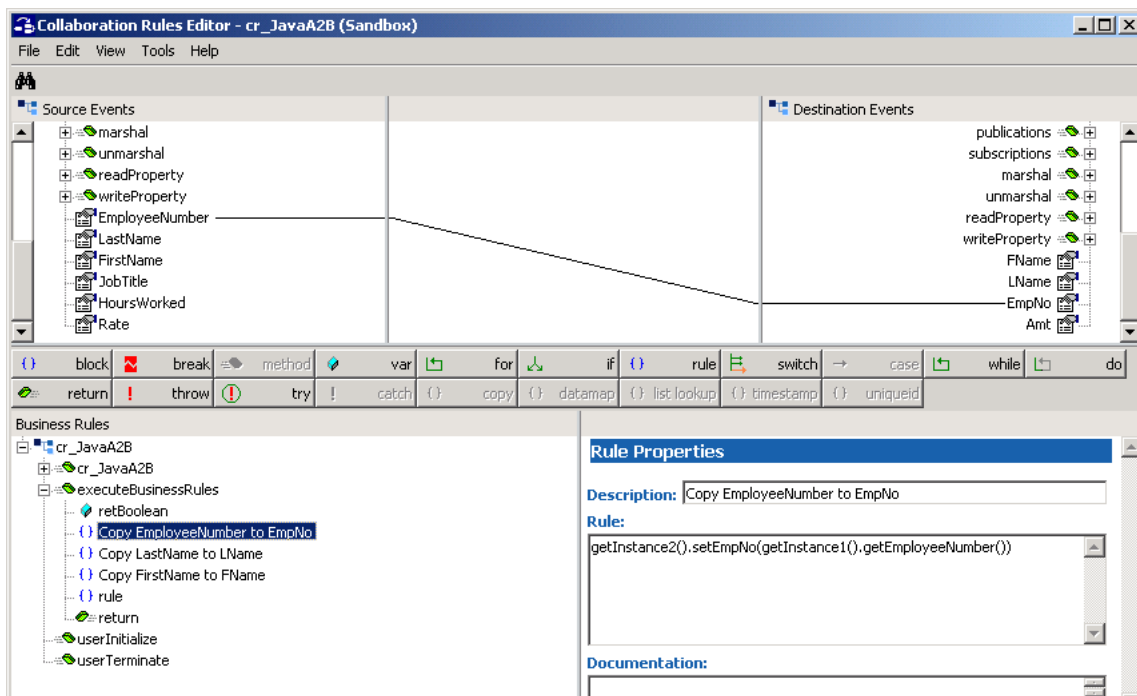 Collaboration Rules Editor - cr_JavaA2B (Sandbox)
File Edit View Tools Help
Source Events
Destination Events
marshal
unmarshal
readProperty
writeProperty
EmployeeNumber
LastName
FirstName
JobTitle
HoursWorked
Rate
publications
subscriptions
marshal
unmarshal
readProperty
writeProperty
FName
LName
EmpNo
Amt
{} block break method var for if {} rule switch case while do
return ! throw ! try ! catch {} copy {} datamap {} list lookup {} timestamp {} uniqueid
Business Rules
cr_JavaA2B
cr_JavaA2B
executeBusinessRules
retBoolean
{} Copy EmployeeNumber to EmpNo
{} Copy LastName to LName
{} Copy FirstName to FName
{} rule
return
userInitialize
userTerminate
Rule Properties
Description: Copy EmployeeNumber to EmpNo
Rule:
getInstance2().setEmpNo(getInstance1().getEmployeeNumber())
Documentation: